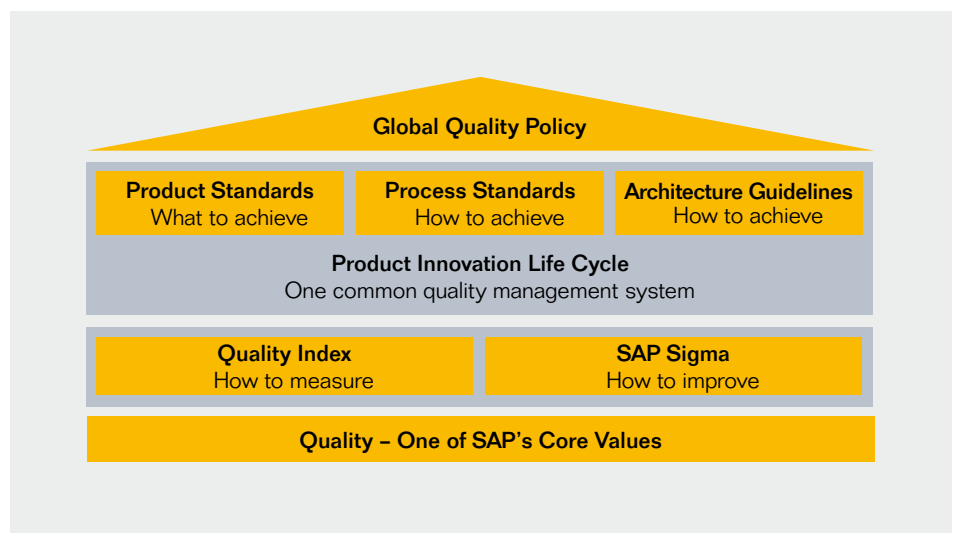 Global Quality Policy
Product Standards
What to achieve
Process Standards
How to achieve
Architecture Guidelines
How to achieve
Product Innovation Life Cycle
One common quality management system
Quality Index
How to measure
SAP Sigma
How to improve
Quality – One of SAP's Core Values